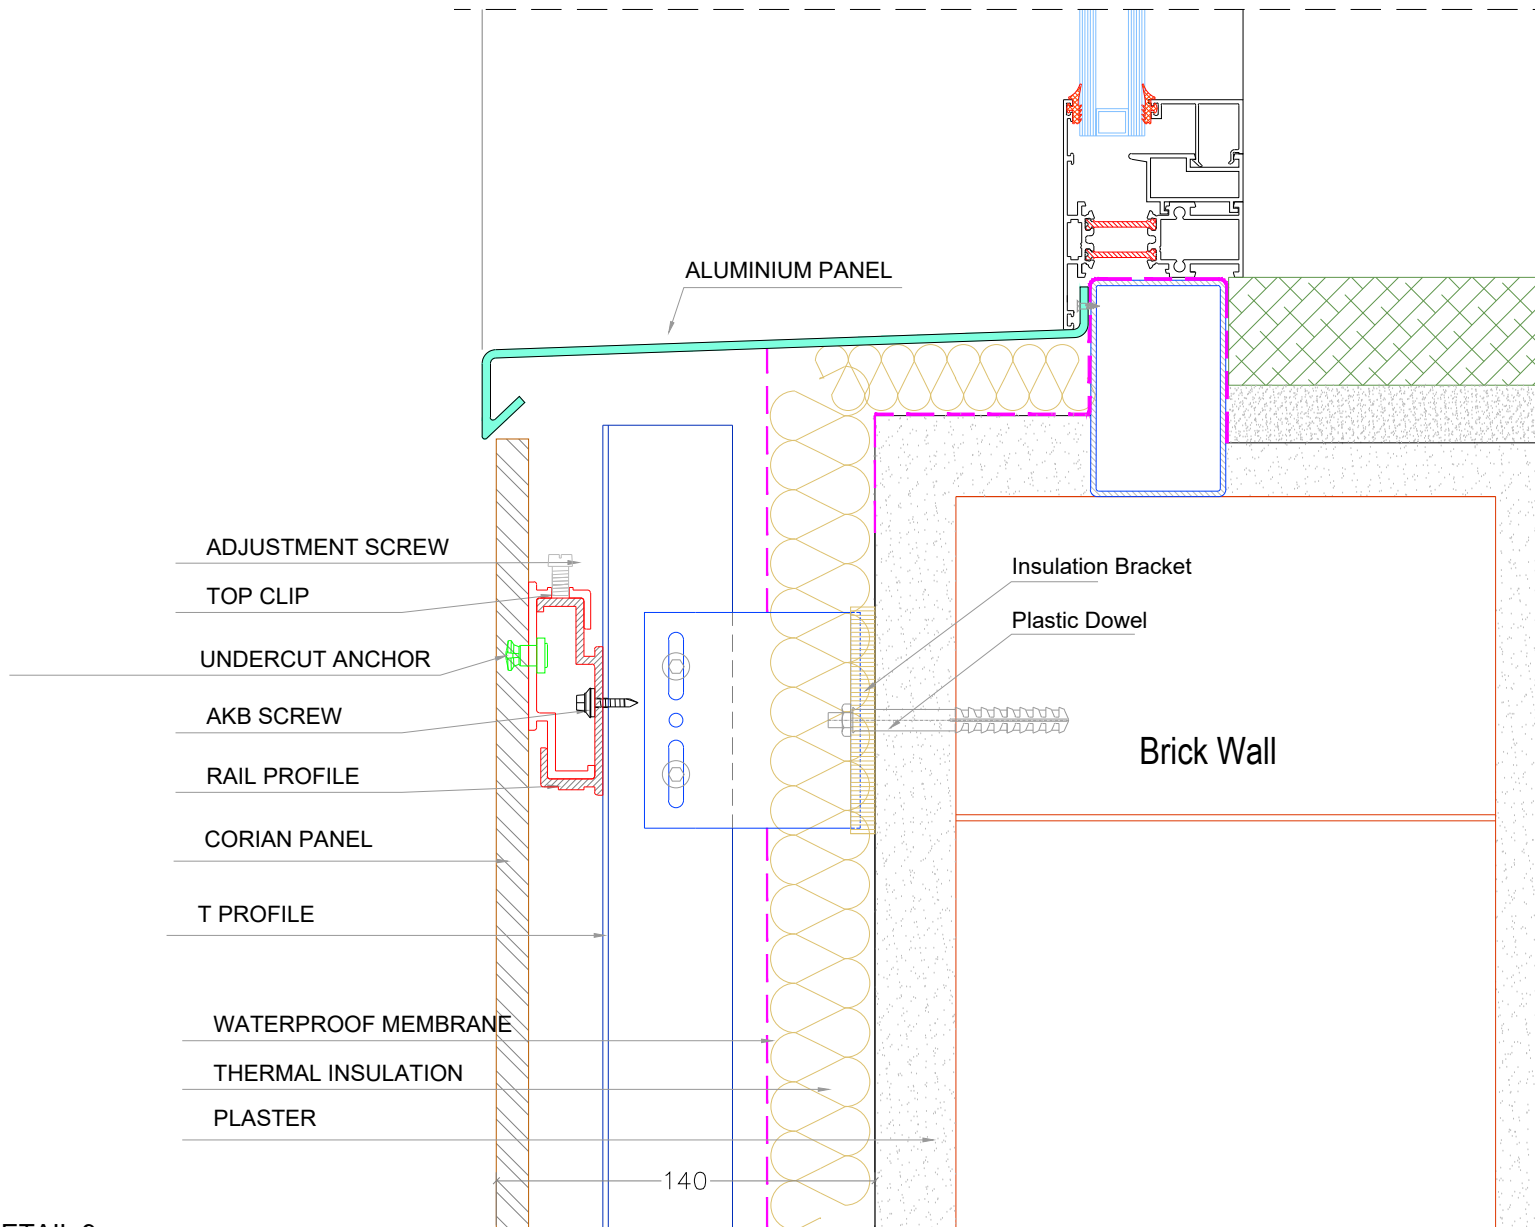 ALUMINIUM PANEL
ADJUSTMENT SCREW
TOP CLIP
UNDERCUT ANCHOR
AKB SCREW
RAIL PROFILE
CORIAN PANEL
T PROFILE
WATERPROOF MEMBRANE
THERMAL INSULATION
PLASTER
Insulation Bracket
Plastic Dowel
Brick Wall
140